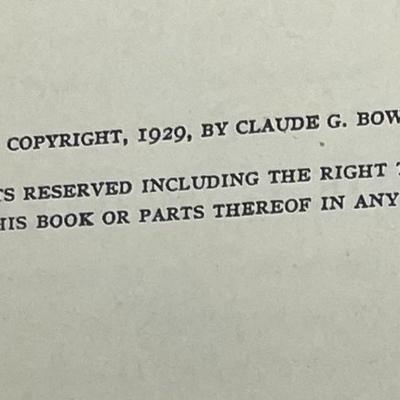 COPYRIGHT, 1929, BY CLAUDE G. BOW
TS RESERVED INCLUDING THE RIGHT T
HIS BOOK OR PARTS THEREOF IN ANY